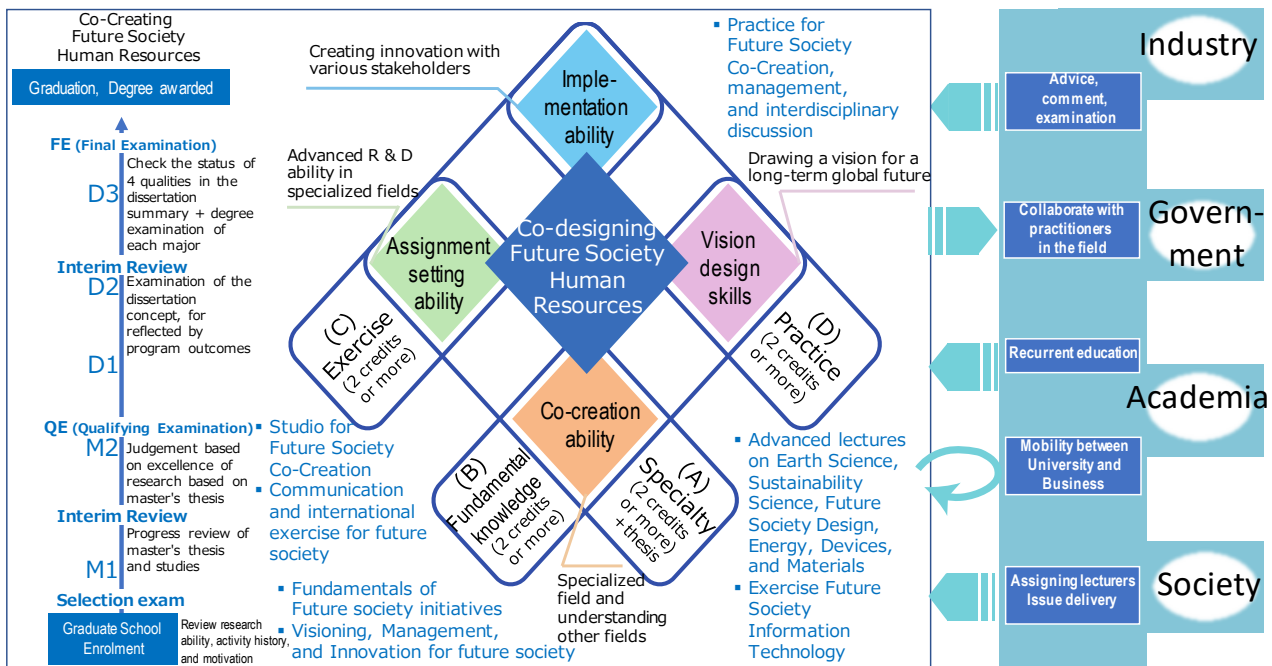 Co-Creating
Future Society
Human Resources
Graduation, Degree awarded
FE (Final Examination)
D3
Check the status of
4 qualities in the
dissertation
summary + degree
examination of
each major
Interim Review
D2
Examination of the
dissertation
concept, for
reflected by
program outcomes
D1
QE (Qualifying Examination)
M2
Judgement based
on excellence of
research based on
master's thesis
Interim Review
Progress review of
master's thesis
and studies
M1
Selection exam
Graduate School
Enrolment
Review research
ability, activity history,
and motivation
Creating innovation with
various stakeholders
Imple-
mentation
ability
Advanced R & D
ability in
specialized fields
Assignment
setting
ability
Co-designing
Future Society
Human
Resources
Vision
design
skills
Drawing a vision for a
long-term global future
Co-creation
ability
(C)
Exercise
(2 credits
or more)
(B)
Fundamental
knowledge
(2 credits
or more)
(A)
Specialty
(2 credits
or more)
+thesis
(D)
Practice
(2 credits
or more)
▪ Practice for
Future Society
Co-Creation,
management,
and interdisciplinary
discussion
▪ Studio for
Future Society
Co-Creation
▪ Communication
and international
exercise for future
society
▪ Fundamentals of
Future society initiatives
▪ Visioning, Management,
and Innovation for future society
Specialized
field and
understanding
other fields
▪ Advanced lectures
on Earth Science,
Sustainability
Science, Future
Society Design,
Energy, Devices,
and Materials
▪ Exercise Future
Society
Information
Technology
Industry
Advice,
comment,
examination
Govern-
ment
Collaborate with
practitioners
in the field
Recurrent education
Academia
Mobility between
University and
Business
Society
Assigning lecturers
Issue delivery